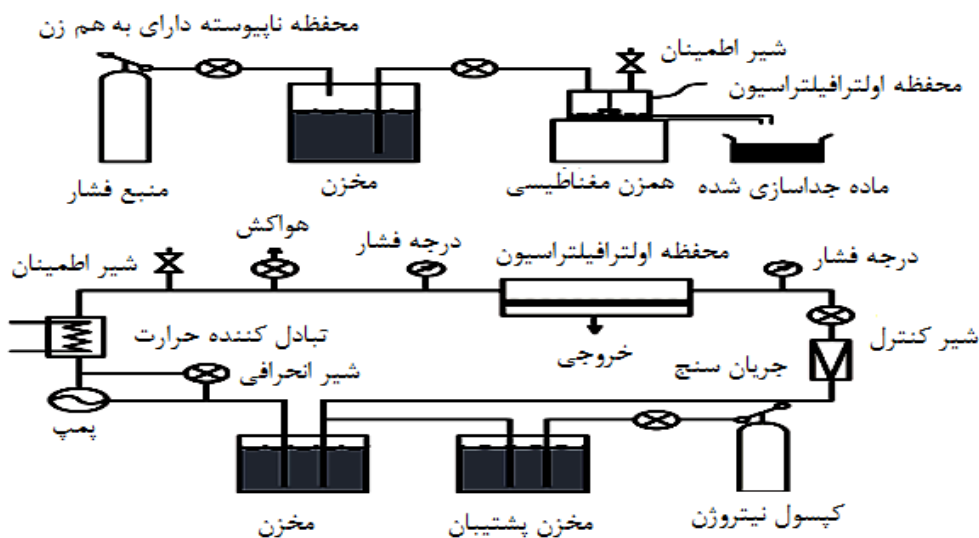 محفظه ناپیوسته دارای به هم زن
شیر اطمینان
محفظه اولترافیلتراسیون
منبع فشار
مخزن
همزن مغناطیسی
ماده جداسازی شده
هواکش
درجه فشار
محفظه اولترافیلتراسیون
درجه فشار
شیر اطمینان
تبادل کننده حرارت
خروجی
شیر کنترل
شیر انحرافی
جریان سنج
پمپ
مخزن
مخزن پشتیبان
کپسول نیتروژن